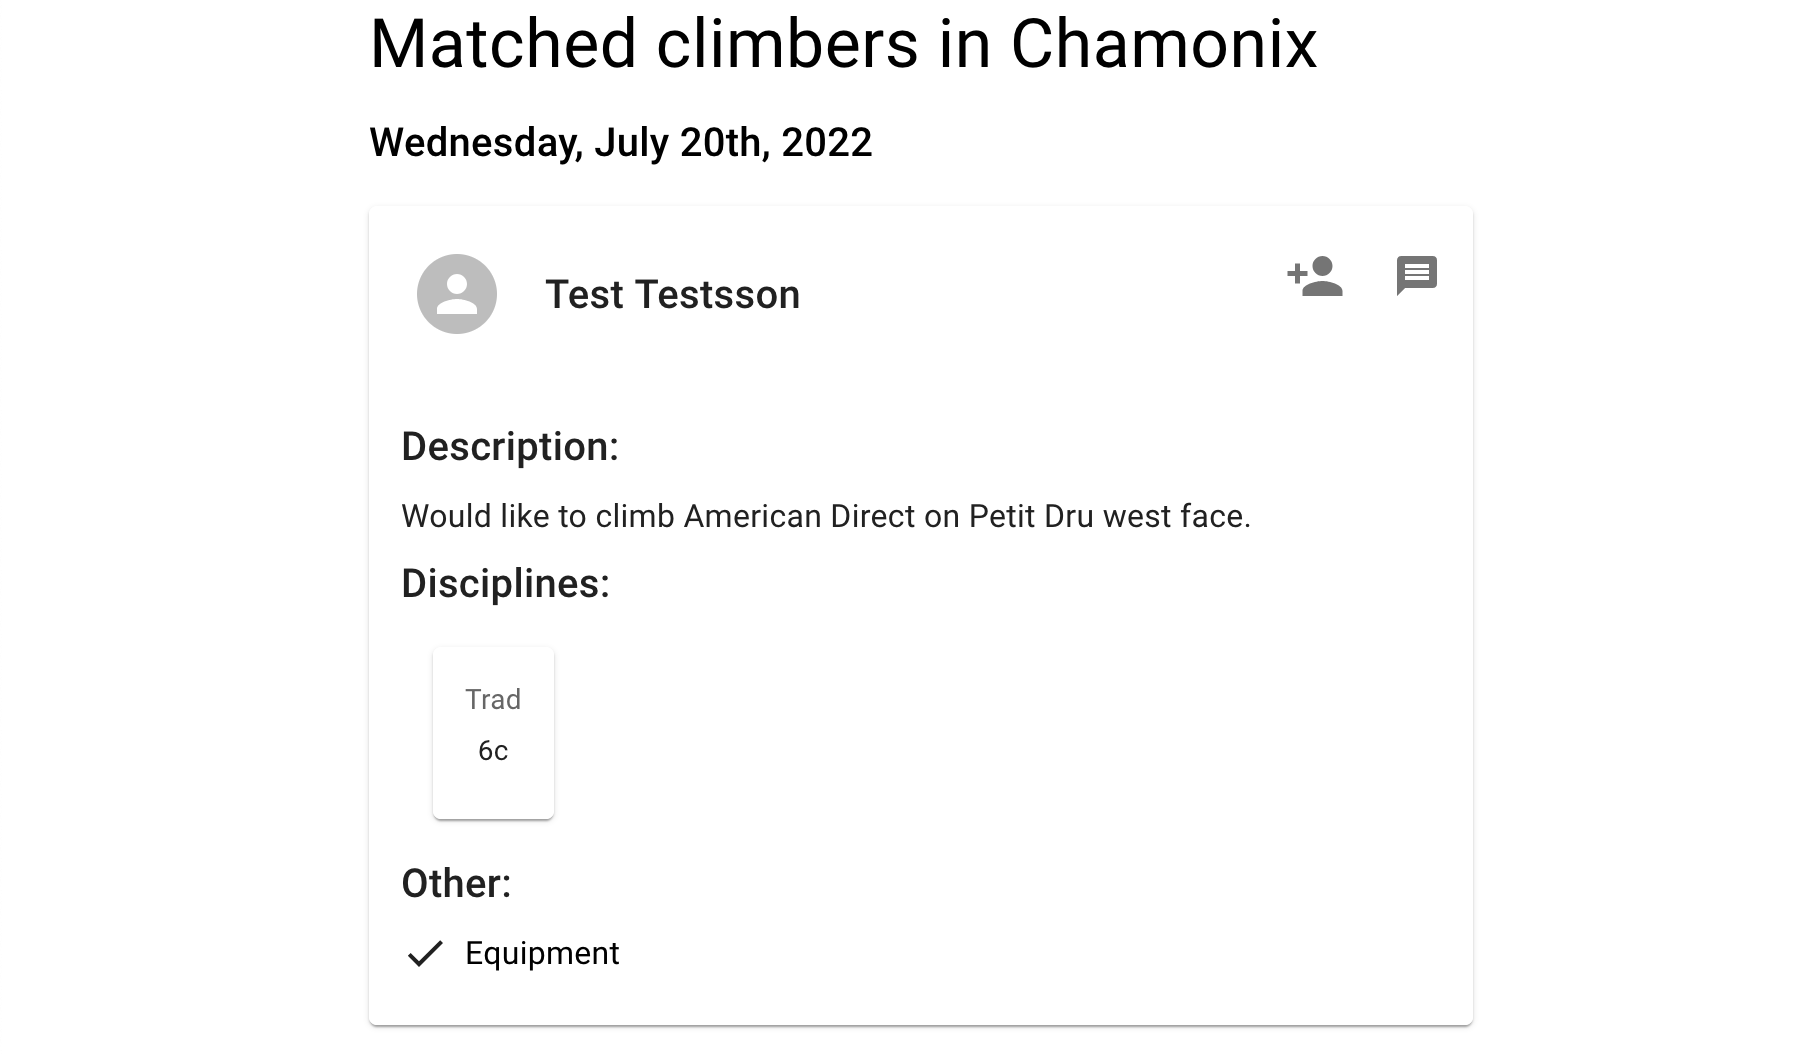 Matched climbers in Chamonix
Wednesday, July 20th, 2022
Test Testsson
Description:
Would like to climb American Direct on Petit Dru west face.
Disciplines:
Trad
6c
Other:
Equipment